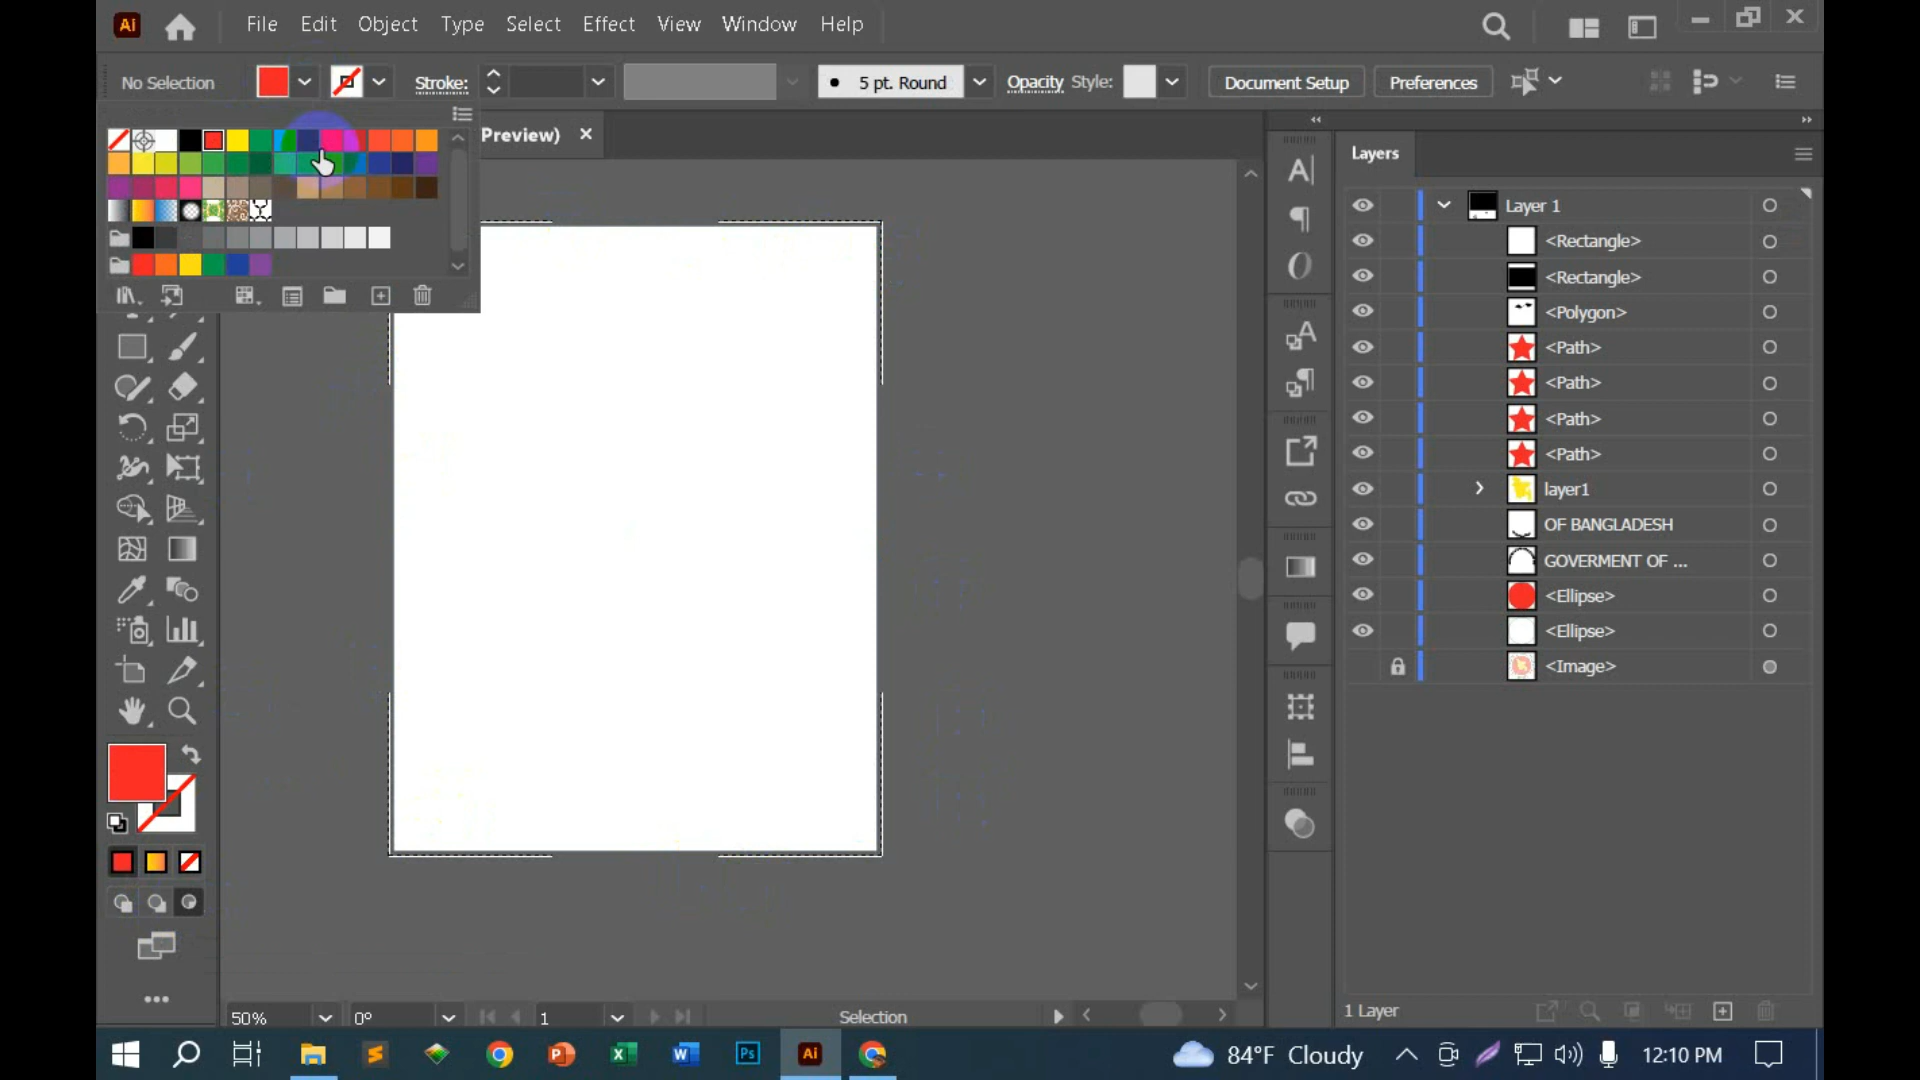 Ai File Edit Object Type Select Effect View Window Help
No Selection Stroke: 5 pt. Round Opacity Style: Document Setup Preferences
Preview)
Layers
Layer 1
<Rectangle>
<Rectangle>
<Polygon>
<Path>
<Path>
<Path>
<Path>
layer1
OF BANGLADESH
GOVERMENT OF ...
<Ellipse>
<Ellipse>
<Image>
50% 0° 1 Selection
1 Layer
Ps Ai 84°F Cloudy 12:10 PM